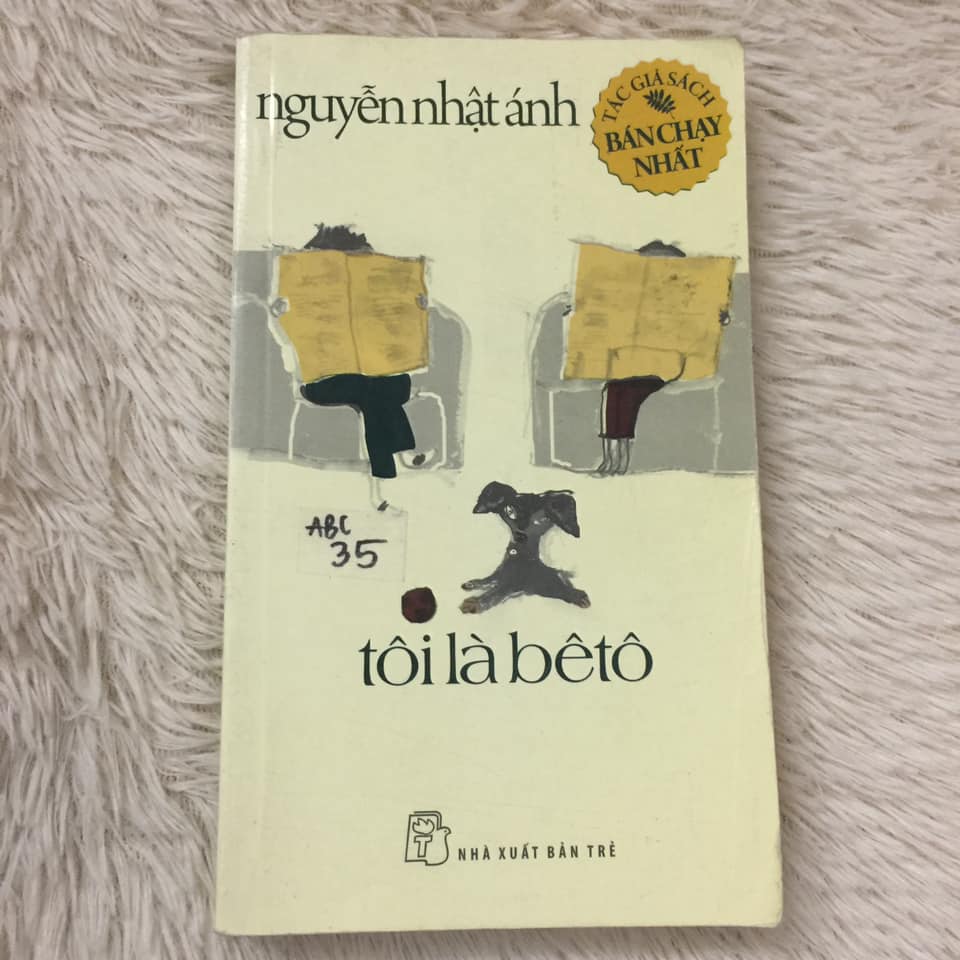 nguyễn nhật ánh
TÁC GIẢ SÁCH
BÁN CHẠY
NHẤT
ABC
35
tôi là bêtô
T
NHÀ XUẤT BẢN TRẺ